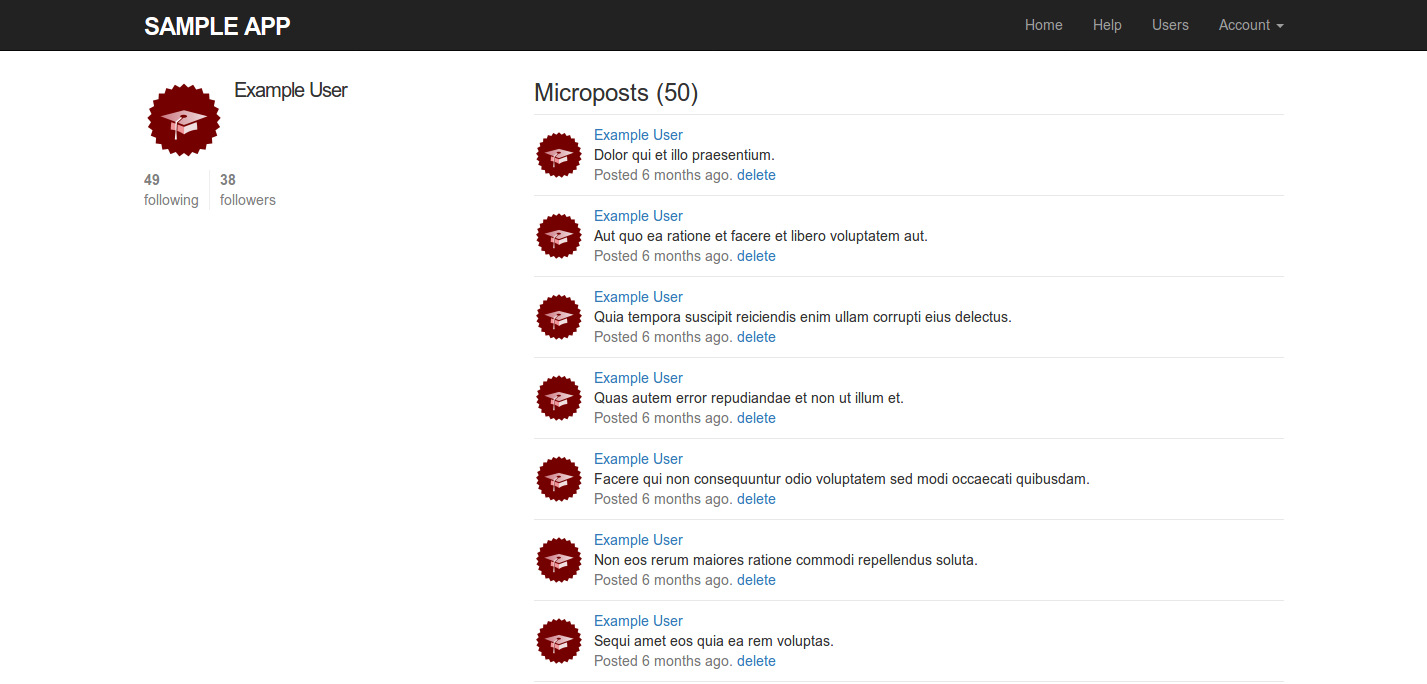 SAMPLE APP
Home Help Users Account
Example User
49 38
following followers
Microposts (50)
Example User
Dolor qui et illo praesentium.
Posted 6 months ago. delete
Example User
Aut quo ea ratione et facere et libero voluptatem aut.
Posted 6 months ago. delete
Example User
Quia tempora suscipit reiciendis enim ullam corrupti eius delectus.
Posted 6 months ago. delete
Example User
Quas autem error repudiandae et non ut illum et.
Posted 6 months ago. delete
Example User
Facere qui non consequuntur odio voluptatem sed modi occaecati quibusdam.
Posted 6 months ago. delete
Example User
Non eos rerum maiores ratione commodi repellendus soluta.
Posted 6 months ago. delete
Example User
Sequi amet eos quia ea rem voluptas.
Posted 6 months ago. delete